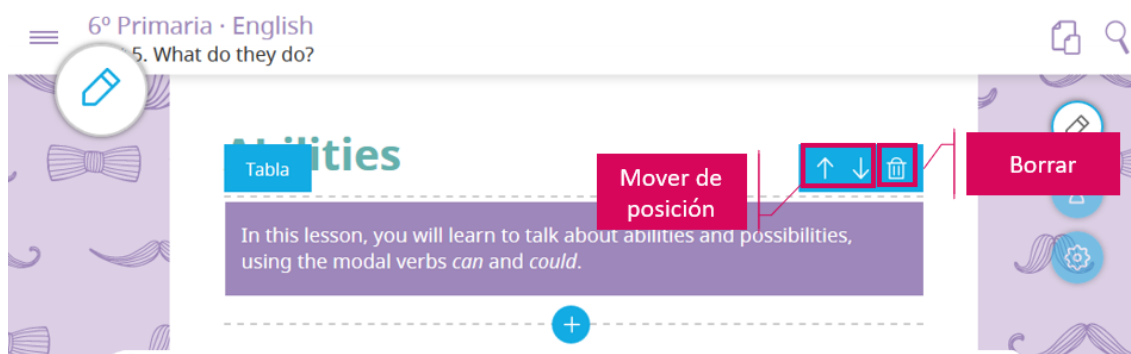 6º Primaria · English
5. What do they do?
Tabla
Mover de
posición
Borrar
In this lesson, you will learn to talk about abilities and possibilities,
using the modal verbs can and could.